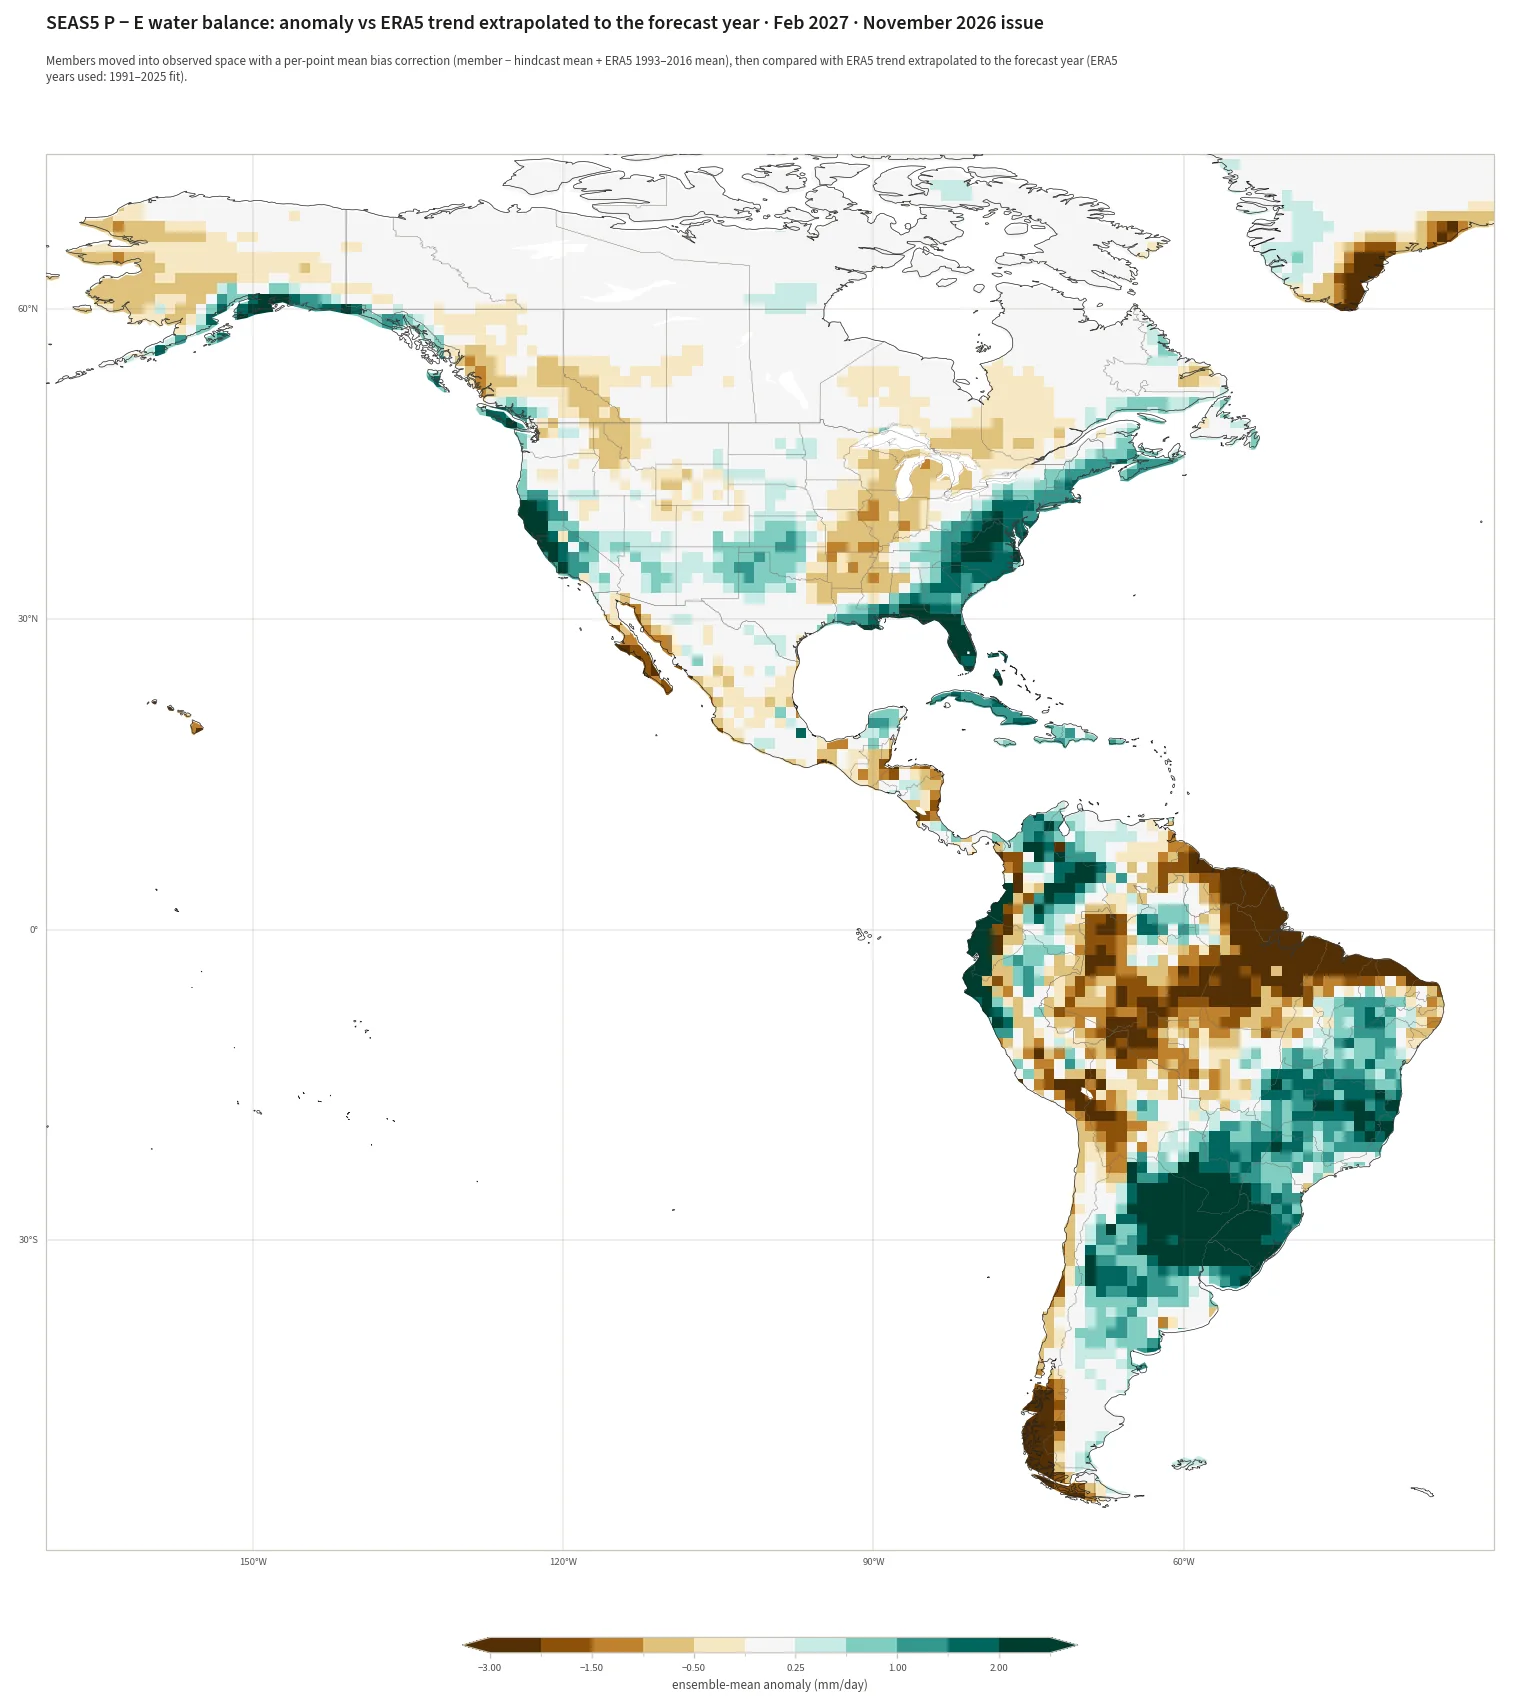 SEAS5 P − E water balance: anomaly vs ERA5 trend extrapolated to the forecast year · Feb 2027 · November 2026 issue
Members moved into observed space with a per-point mean bias correction (member − hindcast mean + ERA5 1993–2016 mean), then compared with ERA5 trend extrapolated to the forecast year (ERA5
years used: 1991–2025 fit).
60°N
30°N
0°
30°S
150°W 120°W 90°W 60°W
−3.00 −1.50 −0.50 0.25 1.00 2.00
ensemble-mean anomaly (mm/day)